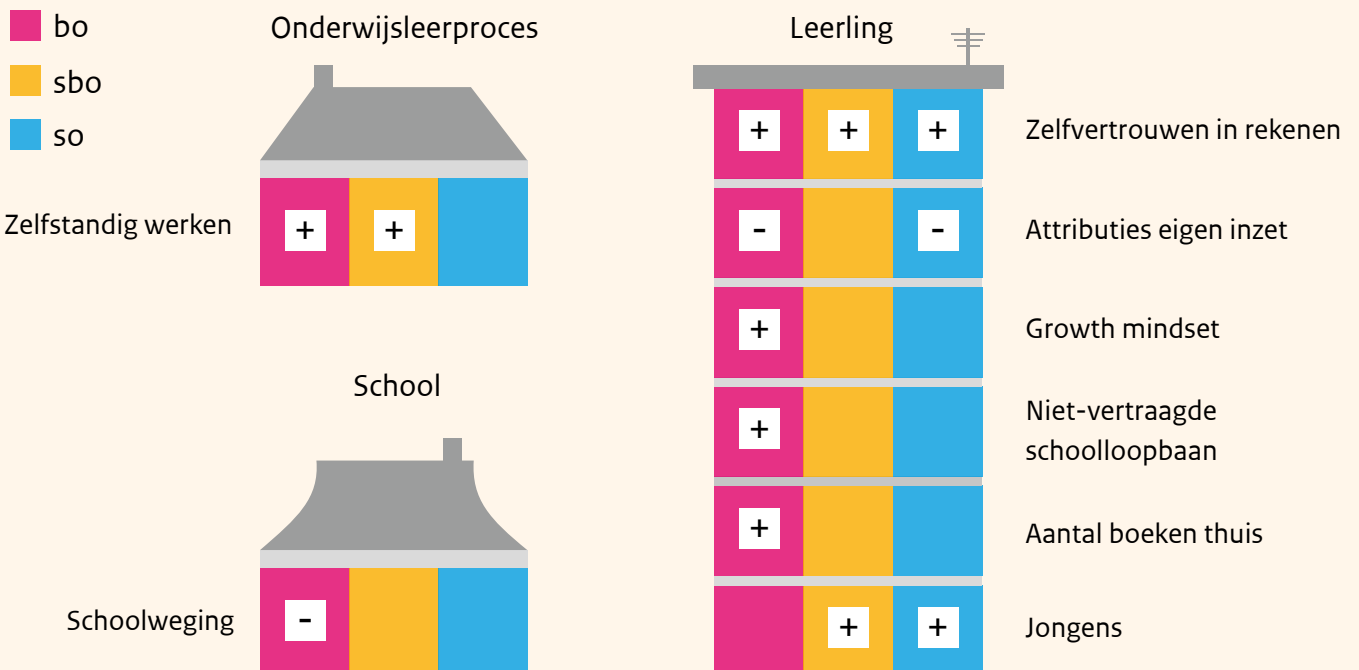 bo
sbo
so
Onderwijsleerproces
Zelfstandig werken
+ +
School
Schoolweging
-
Leerling
+ + + Zelfvertrouwen in rekenen
- - Attributies eigen inzet
+ Growth mindset
+ Niet-vertraagde
schoolloopbaan
+ Aantal boeken thuis
+ + Jongens